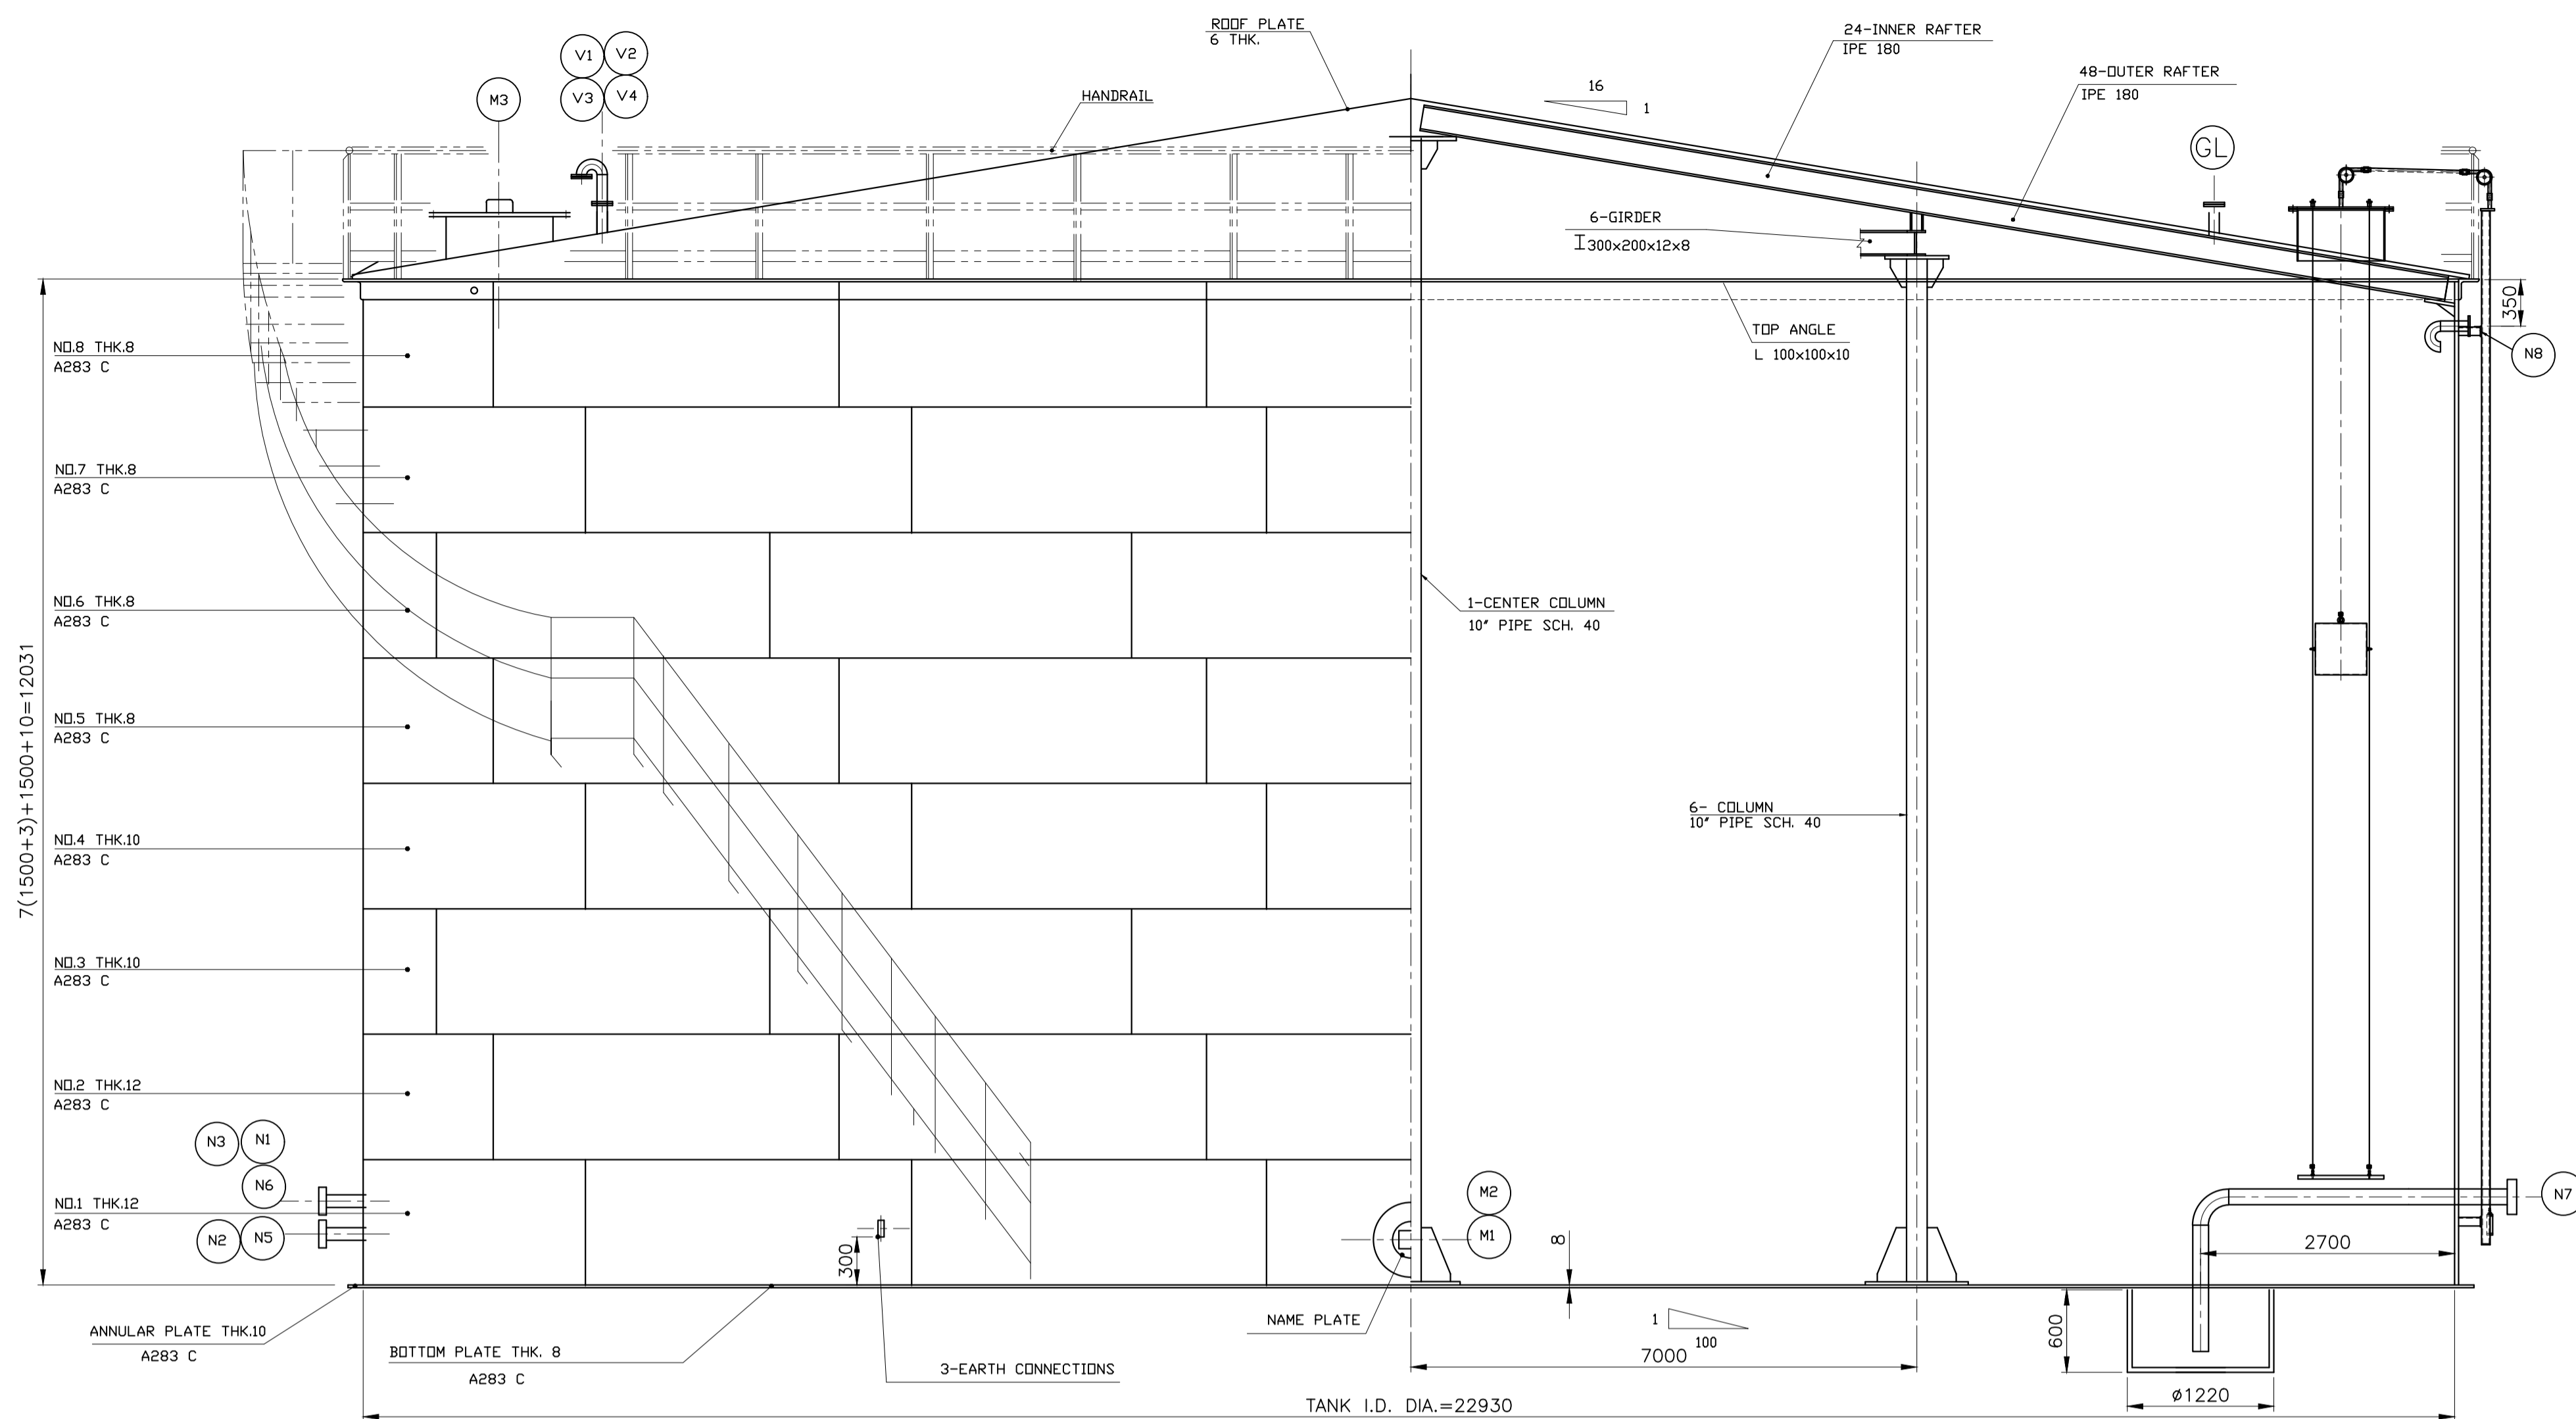 ROOF PLATE
6 THK.
24-INNER RAFTER
IPE 180
48-OUTER RAFTER
IPE 180
V1
V2
V3
V4
M3
HANDRAIL
16
1
GL
6-GIRDER
I300x200x12x8
350
TOP ANGLE
L 100x100x10
N8
NO.8 THK.8
A283 C
NO.7 THK.8
A283 C
NO.6 THK.8
A283 C
1-CENTER COLUMN
10" PIPE SCH. 40
7(1500+3)+1500+10=12031
NO.5 THK.8
A283 C
6- COLUMN
10" PIPE SCH. 40
NO.4 THK.10
A283 C
NO.3 THK.10
A283 C
NO.2 THK.12
A283 C
N3
N1
N6
NO.1 THK.12
A283 C
N2
N5
M2
M1
N7
300
8
2700
ANNULAR PLATE THK.10
A283 C
BOTTOM PLATE THK. 8
A283 C
3-EARTH CONNECTIONS
NAME PLATE
1
100
7000
600
ø1220
TANK I.D. DIA.=22930